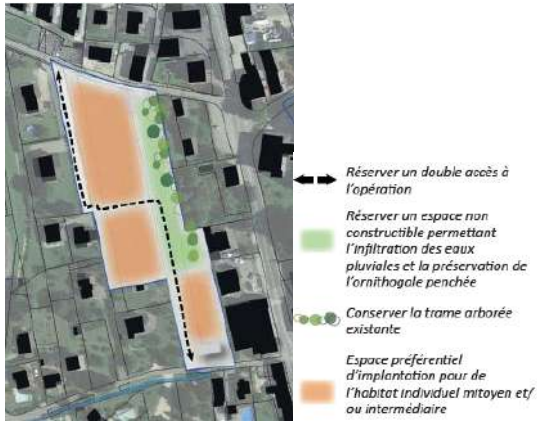 Réserver un double accès à
l'opération
Réserver un espace non
constructible permettant
l'infiltration des eaux
pluviales et la préservation de
l'ornithogale penchée
Conserver la trame arborée
existante
Espace préférentiel
d'implantation pour de
l'habitat individuel mitoyen et/
ou intermédiaire